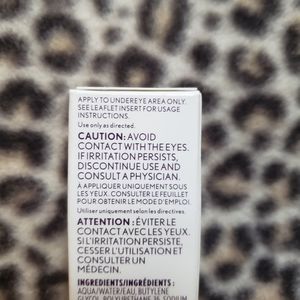 APPLY TO UNDEREYE AREA ONLY.
SEE LEAFLET INSERT FOR USAGE
INSTRUCTIONS.
Use only as directed.
CAUTION: AVOID
CONTACT WITH THE EYES.
IF IRRITATION PERSISTS,
DISCONTINUE USE AND
CONSULT A PHYSICIAN.
À APPLIQUER UNIQUEMENT SOUS
LES YEUX. CONSULTER LE FEUILLET
POUR OBTENIR LE MODE D'EMPLOI.
Utiliser uniquement selon les directives.
ATTENTION : ÉVITER LE
CONTACT AVEC LES YEUX.
SI L'IRRITATION PERSISTE,
CESSER L'UTILISATION ET
CONSULTER UN
MÉDECIN.
INGREDIENTS/INGRÉDIENTS :
AQUA/WATER/EAU, BUTYLENE
GLYCOL, POLYURETHANE-35, SODIUM